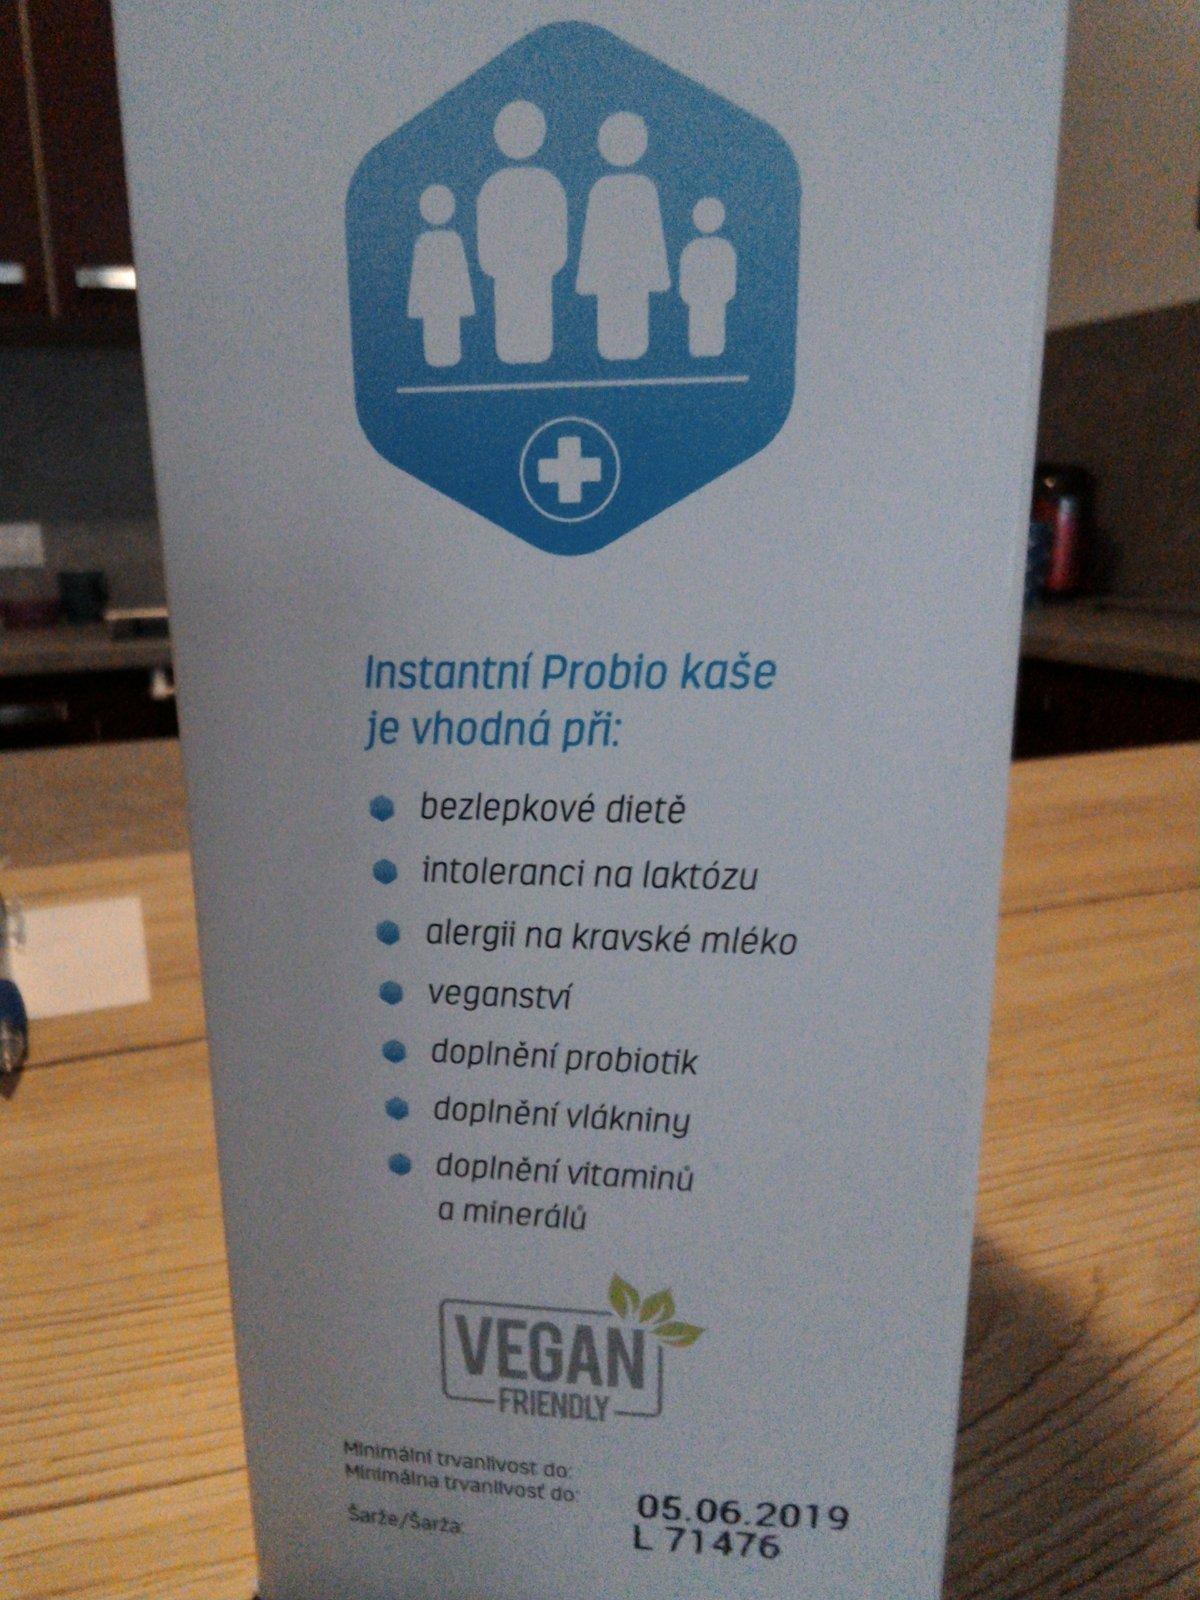 Instantní Probio kaše
je vhodná při:
bezlepkové dietě
intoleranci na laktózu
alergii na kravské mléko
veganství
doplnění probiotik
doplnění vlákniny
doplnění vitaminů
a minerálů
VEGAN
FRIENDLY
Minimální trvanlivost do:
Minimálna trvanlivosť do:
05.06.2019
Šarže/Šarža:
L 71476